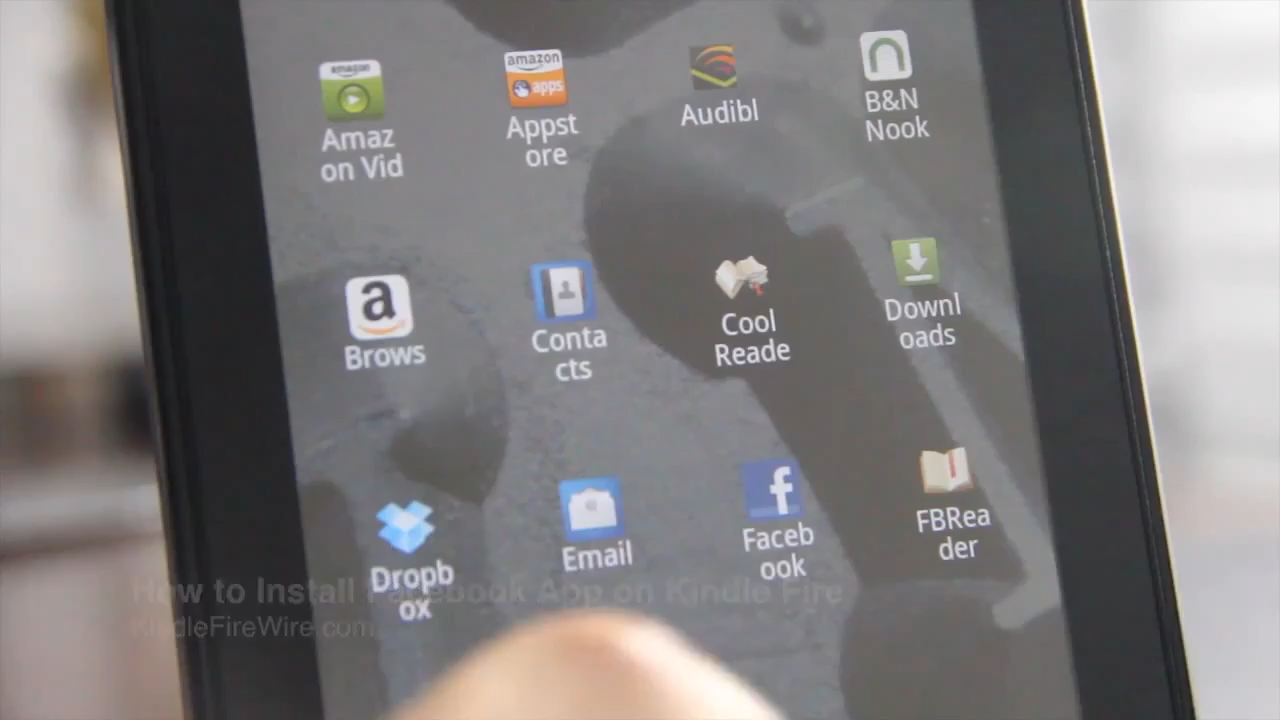 amazon
Amaz
on Vid
amazon
apps
Appst
ore
Audibl
B&N
Nook
a
Brows
Conta
cts
Cool
Reade
Downl
oads
Dropb
ox
Email
f
Faceb
ook
FBRea
der
How to Install Facebook App on Kindle Fire
KindleFireWire.com